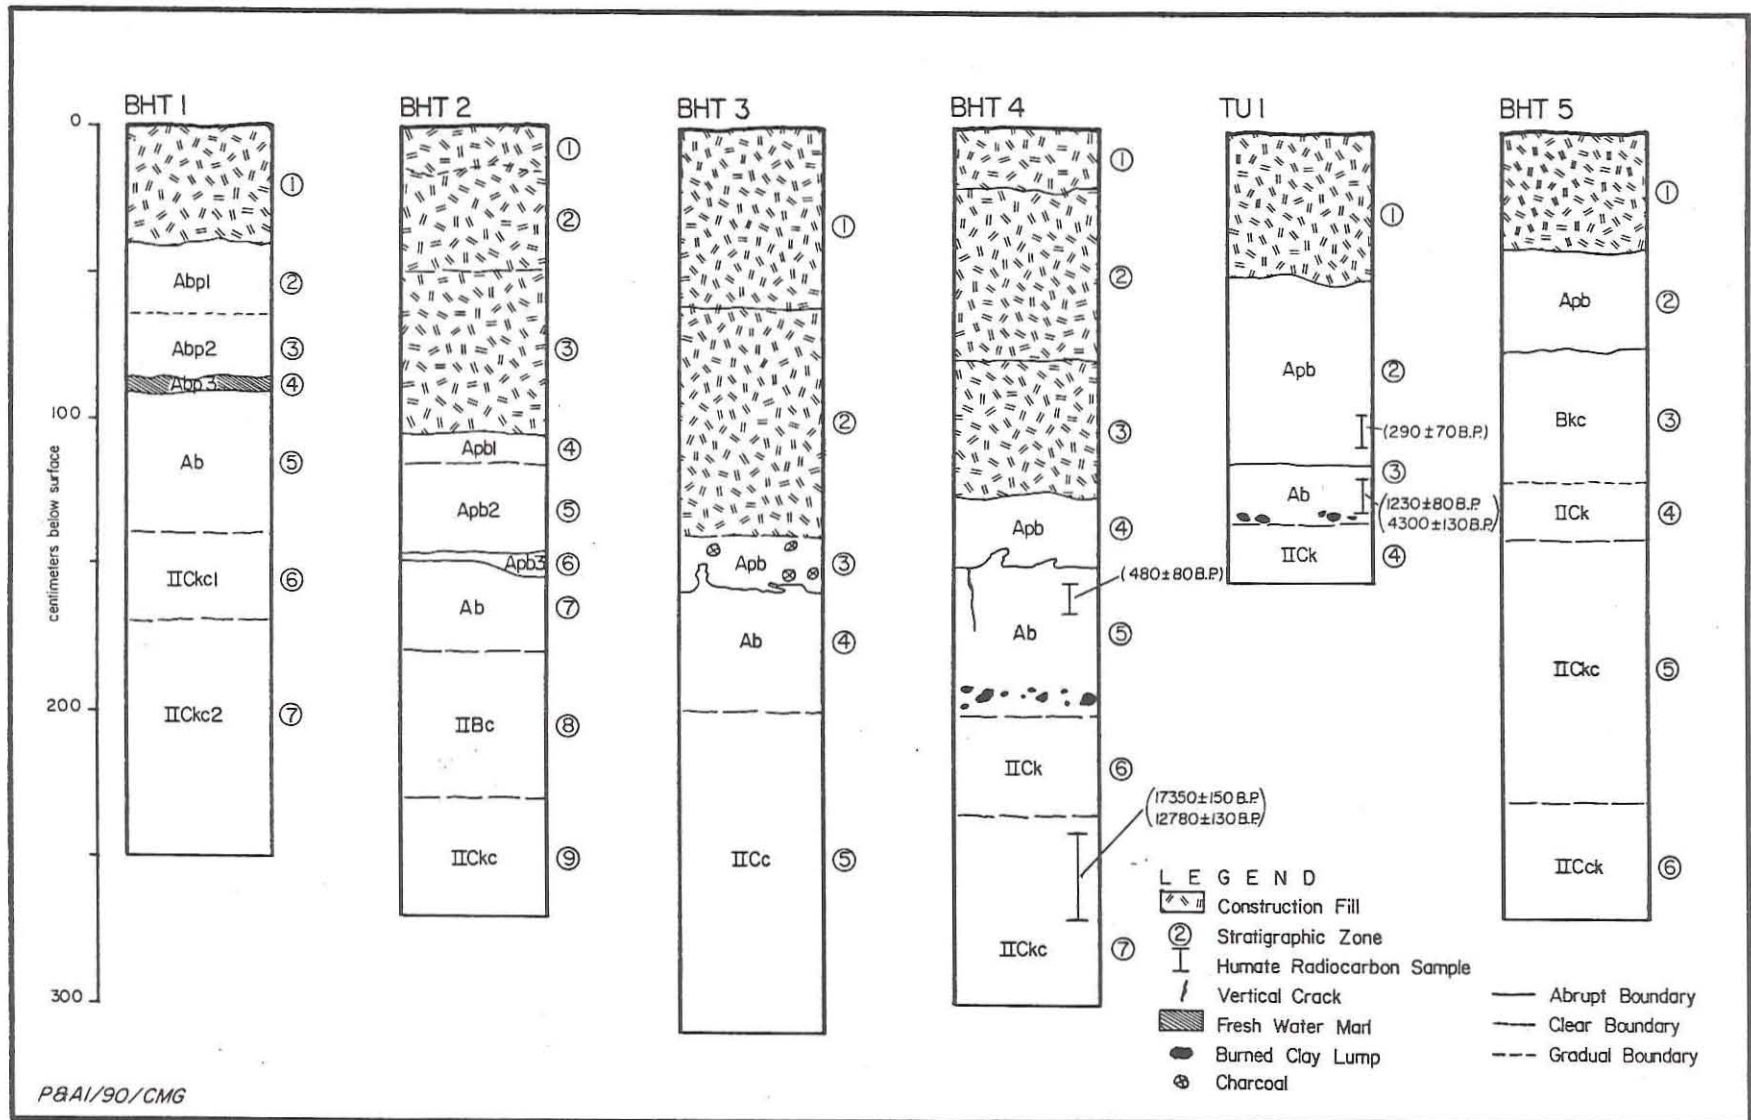 BHT 1
BHT 2
BHT 3
BHT 4
TU 1
BHT 5
0
100
200
300
centimeters below surface
①
Abp1
②
Abp2
③
Abp3
④
Ab
⑤
IICkc1
⑥
IICkc2
⑦
①
②
③
Apb1
④
Apb2
⑤
Apb3
⑥
Ab
⑦
IIBc
⑧
IICkc
⑨
①
②
Apb
③
Ab
④
IICc
⑤
①
②
③
Apb
④
(480±80 B.P.)
Ab
⑤
IICk
⑥
(17350±150 B.P.)
(12780±130 B.P.)
IICkc
⑦
①
Apb
②
(290±70 B.P.)
③
Ab
(1230±80 B.P.)
(4300±130 B.P.)
IICk
④
①
Apb
②
Bkc
③
IICk
④
IICkc
⑤
IICck
⑥
LEGEND
Construction Fill
② Stratigraphic Zone
Humate Radiocarbon Sample
Vertical Crack
Fresh Water Marl
Burned Clay Lump
Charcoal
Abrupt Boundary
Clear Boundary
Gradual Boundary
P&AI/90/CMG